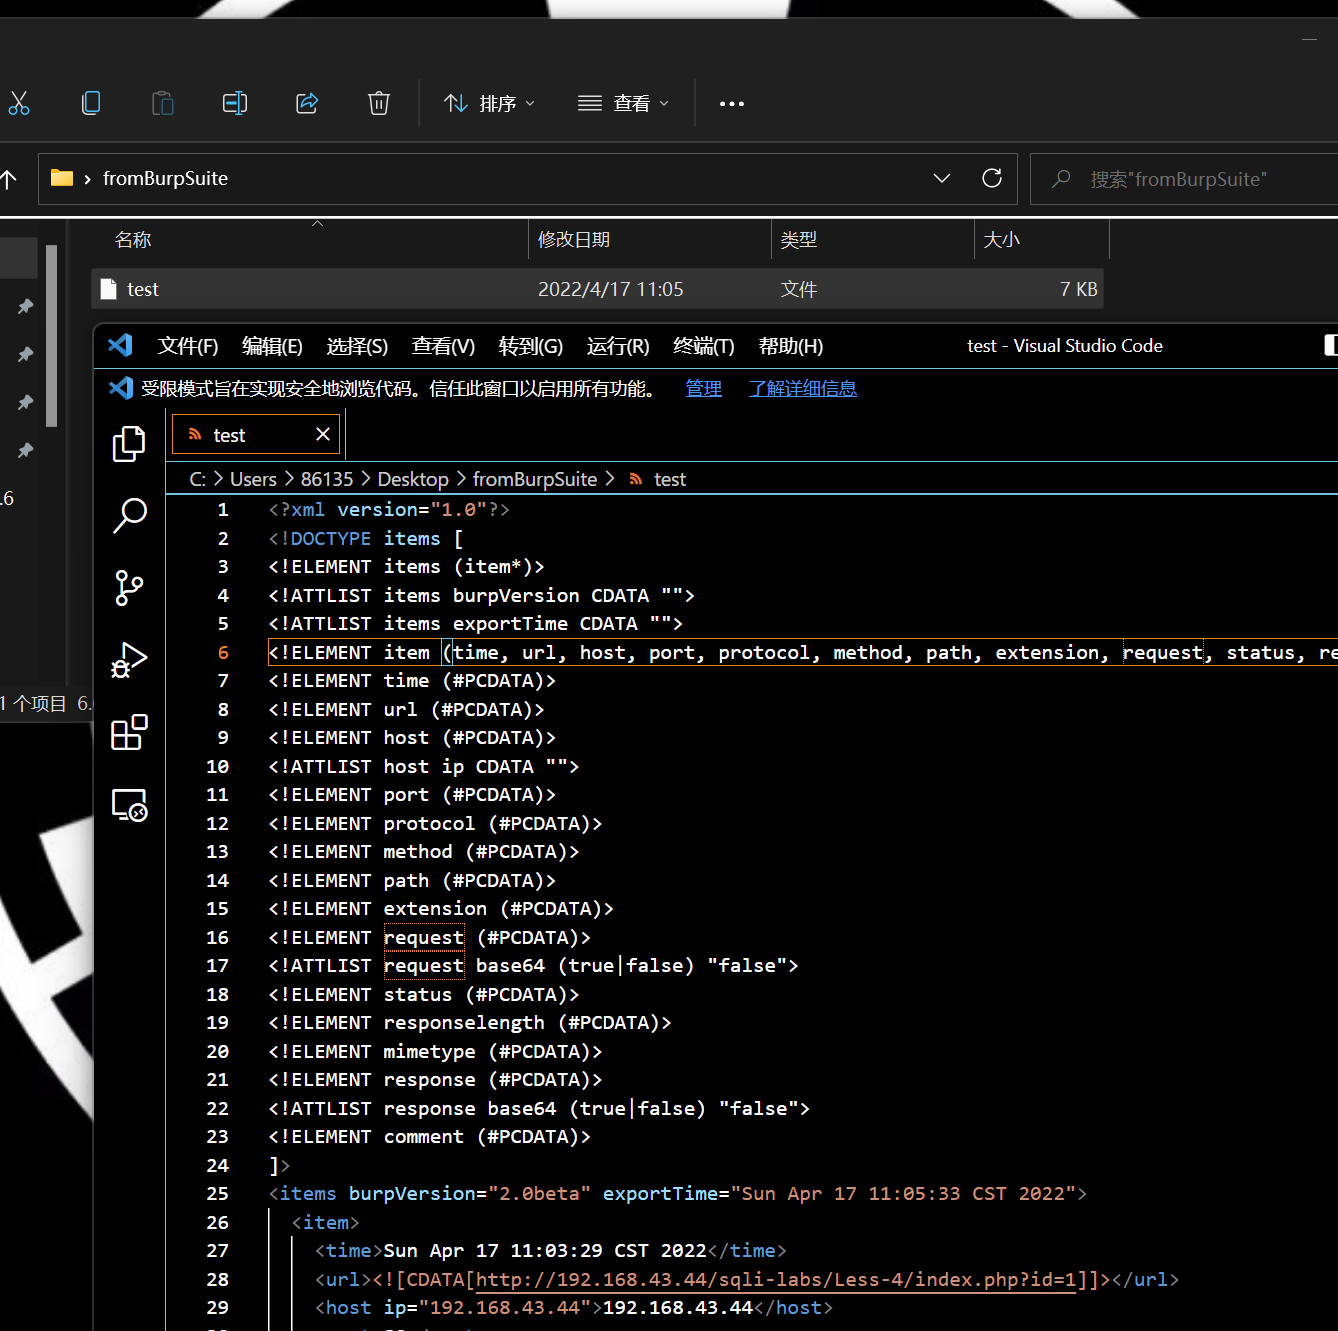 排序 查看
fromBurpSuite 搜索"fromBurpSuite"
名称 修改日期 类型 大小
test 2022/4/17 11:05 文件 7 KB
文件(F) 编辑(E) 选择(S) 查看(V) 转到(G) 运行(R) 终端(T) 帮助(H) test - Visual Studio Code
受限模式旨在实现安全地浏览代码。信任此窗口以启用所有功能。 管理 了解详细信息
test
C: > Users > 86135 > Desktop > fromBurpSuite > test
.6
1 个项目 6.
1 <?xml version="1.0"?>
2 <!DOCTYPE items [
3 <!ELEMENT items (item*)>
4 <!ATTLIST items burpVersion CDATA "">
5 <!ATTLIST items exportTime CDATA "">
6 <!ELEMENT item (time, url, host, port, protocol, method, path, extension, request, status, re
7 <!ELEMENT time (#PCDATA)>
8 <!ELEMENT url (#PCDATA)>
9 <!ELEMENT host (#PCDATA)>
10 <!ATTLIST host ip CDATA "">
11 <!ELEMENT port (#PCDATA)>
12 <!ELEMENT protocol (#PCDATA)>
13 <!ELEMENT method (#PCDATA)>
14 <!ELEMENT path (#PCDATA)>
15 <!ELEMENT extension (#PCDATA)>
16 <!ELEMENT request (#PCDATA)>
17 <!ATTLIST request base64 (true|false) "false">
18 <!ELEMENT status (#PCDATA)>
19 <!ELEMENT responselength (#PCDATA)>
20 <!ELEMENT mimetype (#PCDATA)>
21 <!ELEMENT response (#PCDATA)>
22 <!ATTLIST response base64 (true|false) "false">
23 <!ELEMENT comment (#PCDATA)>
24 ]>
25 <items burpVersion="2.0beta" exportTime="Sun Apr 17 11:05:33 CST 2022">
26 <item>
27 <time>Sun Apr 17 11:03:29 CST 2022</time>
28 <url><![CDATA[http://192.168.43.44/sqli-labs/Less-4/index.php?id=1]]></url>
29 <host ip="192.168.43.44">192.168.43.44</host>